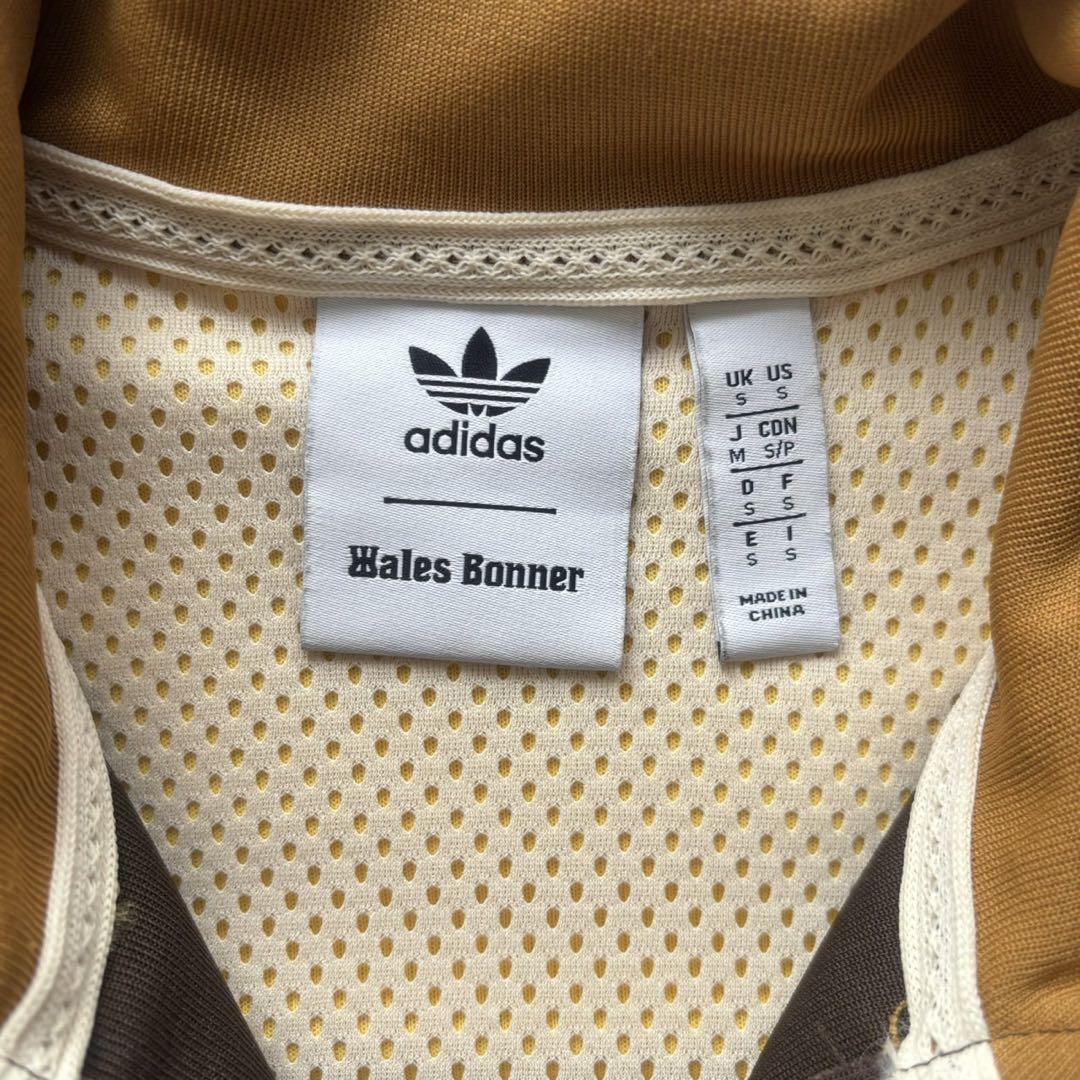 adidas
Wales Bonner
UK US
S S
J CDN
M S/P
D F
S S
E I
S S
MADE IN
CHINA